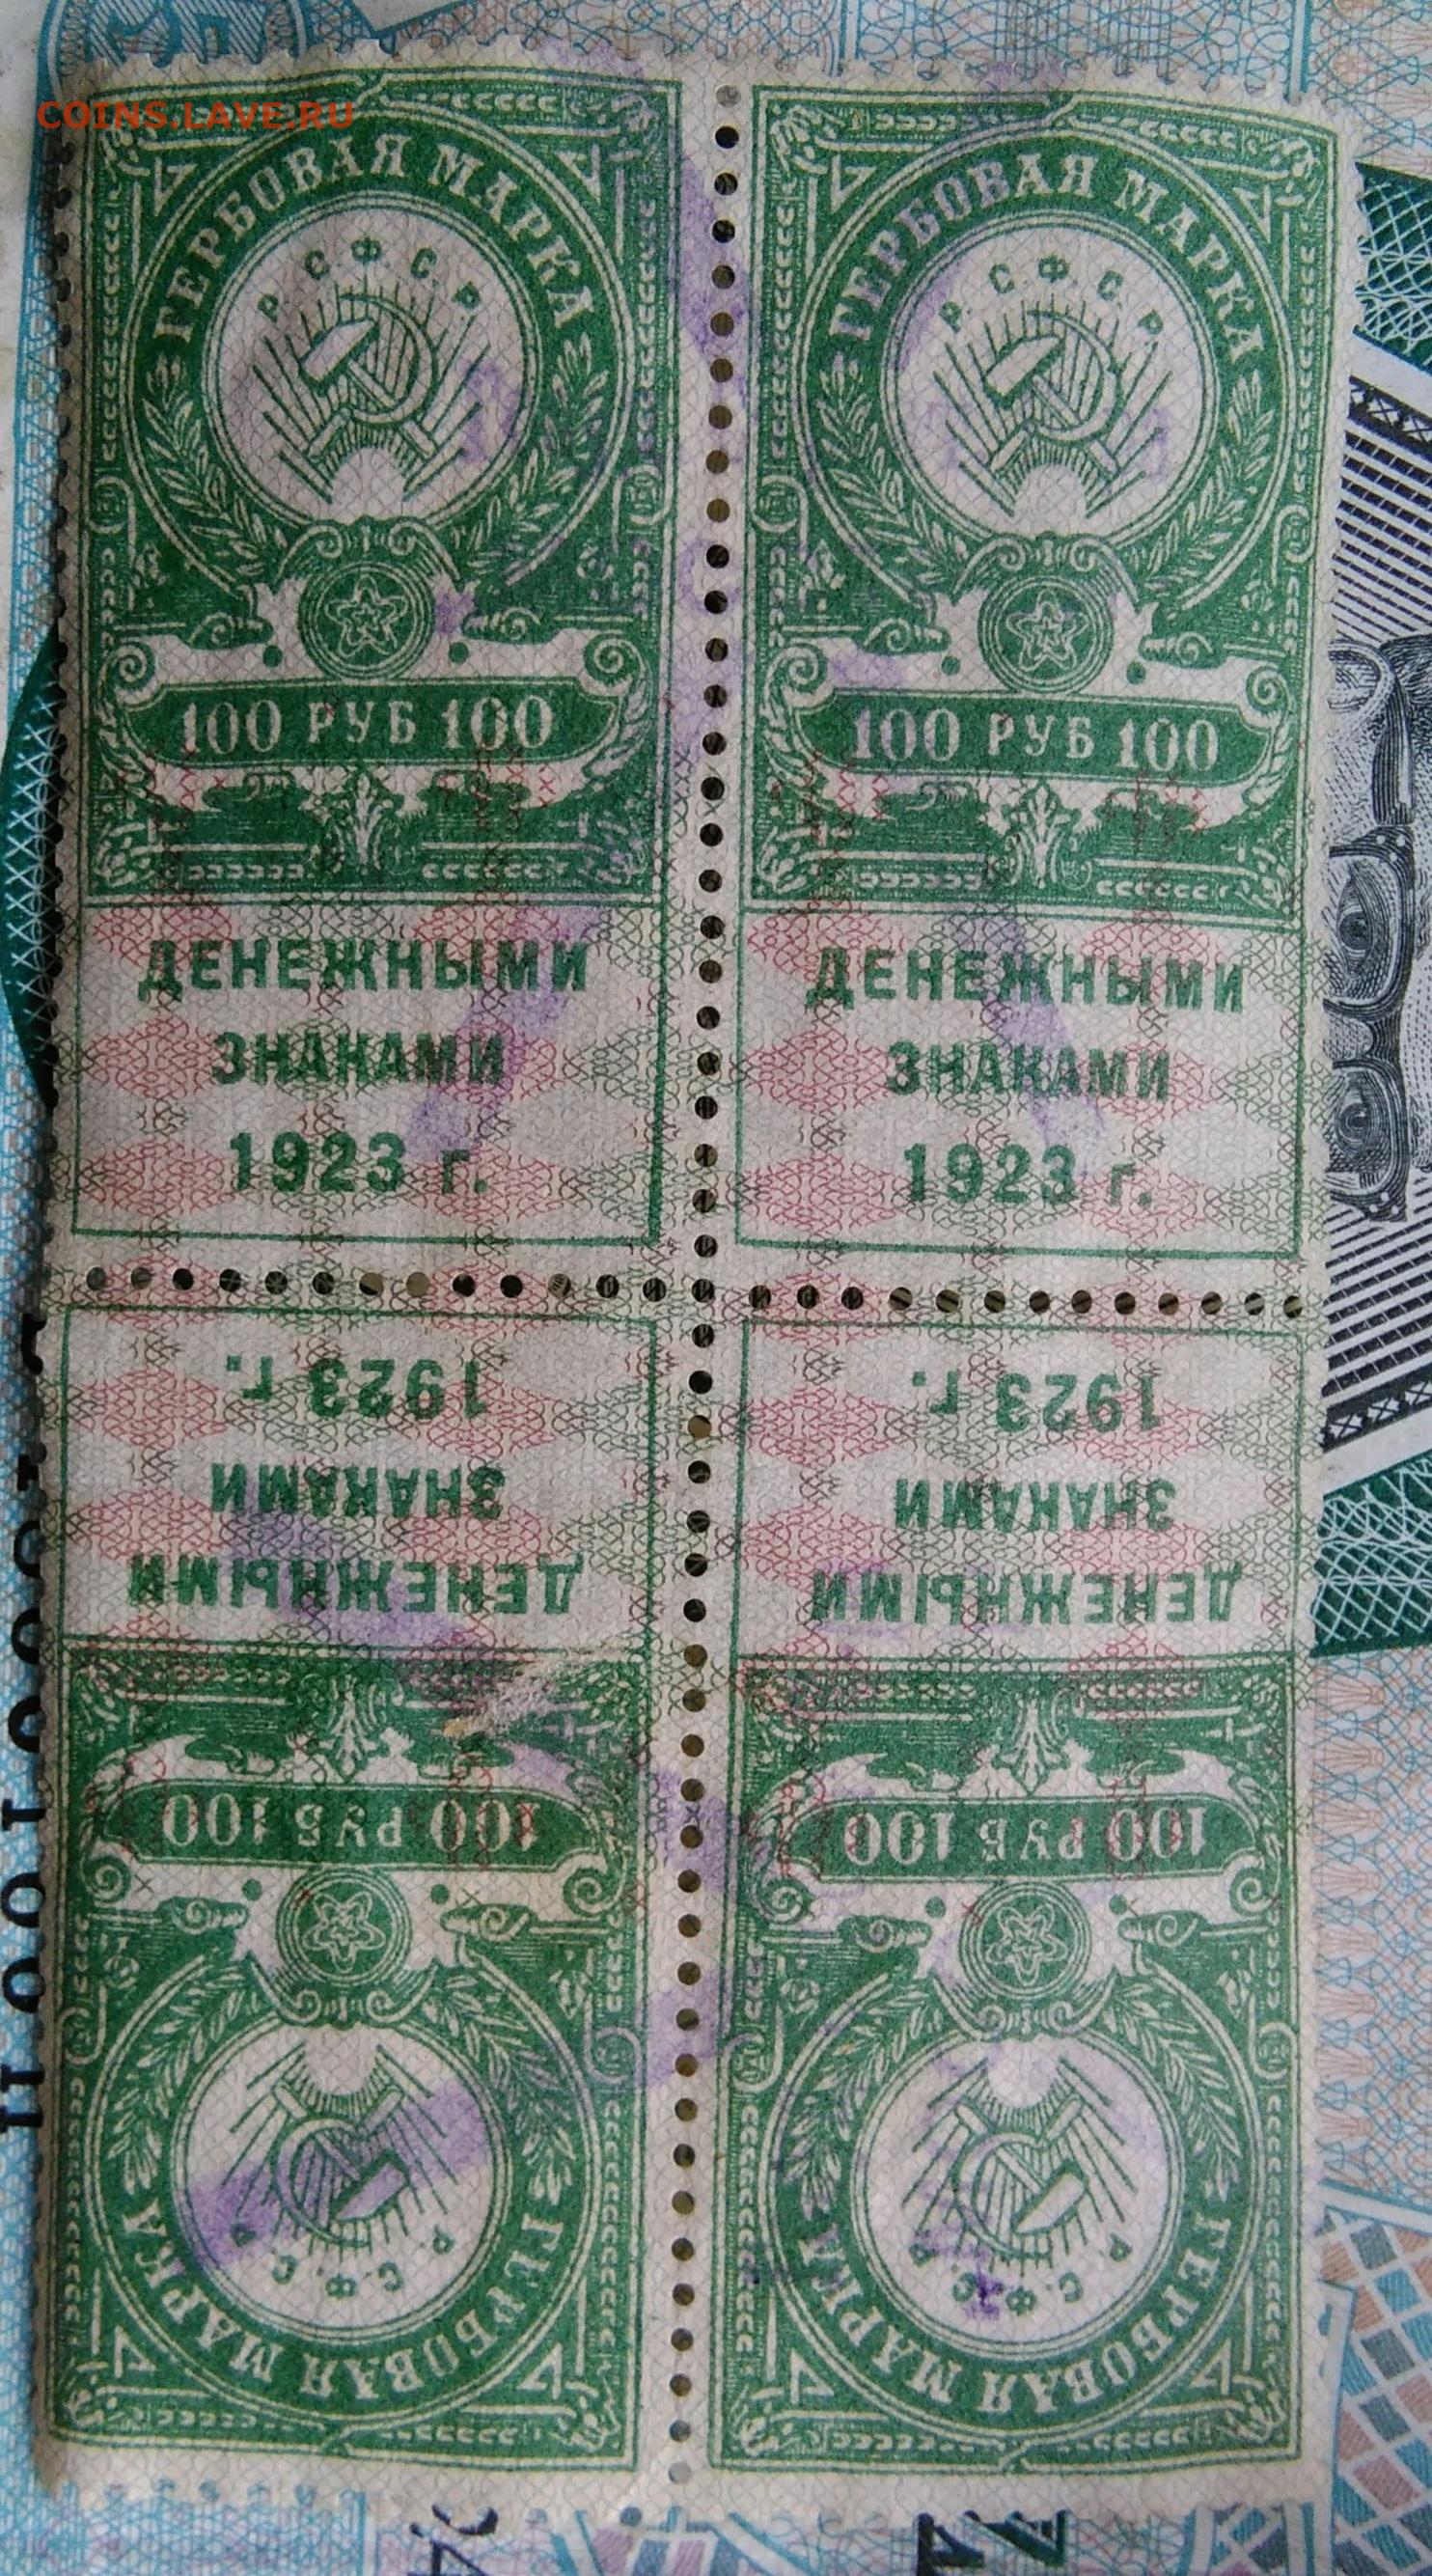 COINS.LAVE.RU
ГЕРБОВАЯ МАРКА
Р.С.Ф.С.Р.
100 РУБ 100
ДЕНЕЖНЫМИ
ЗНАКАМИ
1923 г.
ГЕРБОВАЯ МАРКА
Р.С.Ф.С.Р.
100 РУБ 100
ДЕНЕЖНЫМИ
ЗНАКАМИ
1923 г.
1923 г.
ЗНАКАМИ
ДЕНЕЖНЫМИ
100 РУБ 100
Р.С.Ф.С.Р.
ГЕРБОВАЯ МАРКА
1923 г.
ЗНАКАМИ
ДЕНЕЖНЫМИ
100 РУБ 100
Р.С.Ф.С.Р.
ГЕРБОВАЯ МАРКА